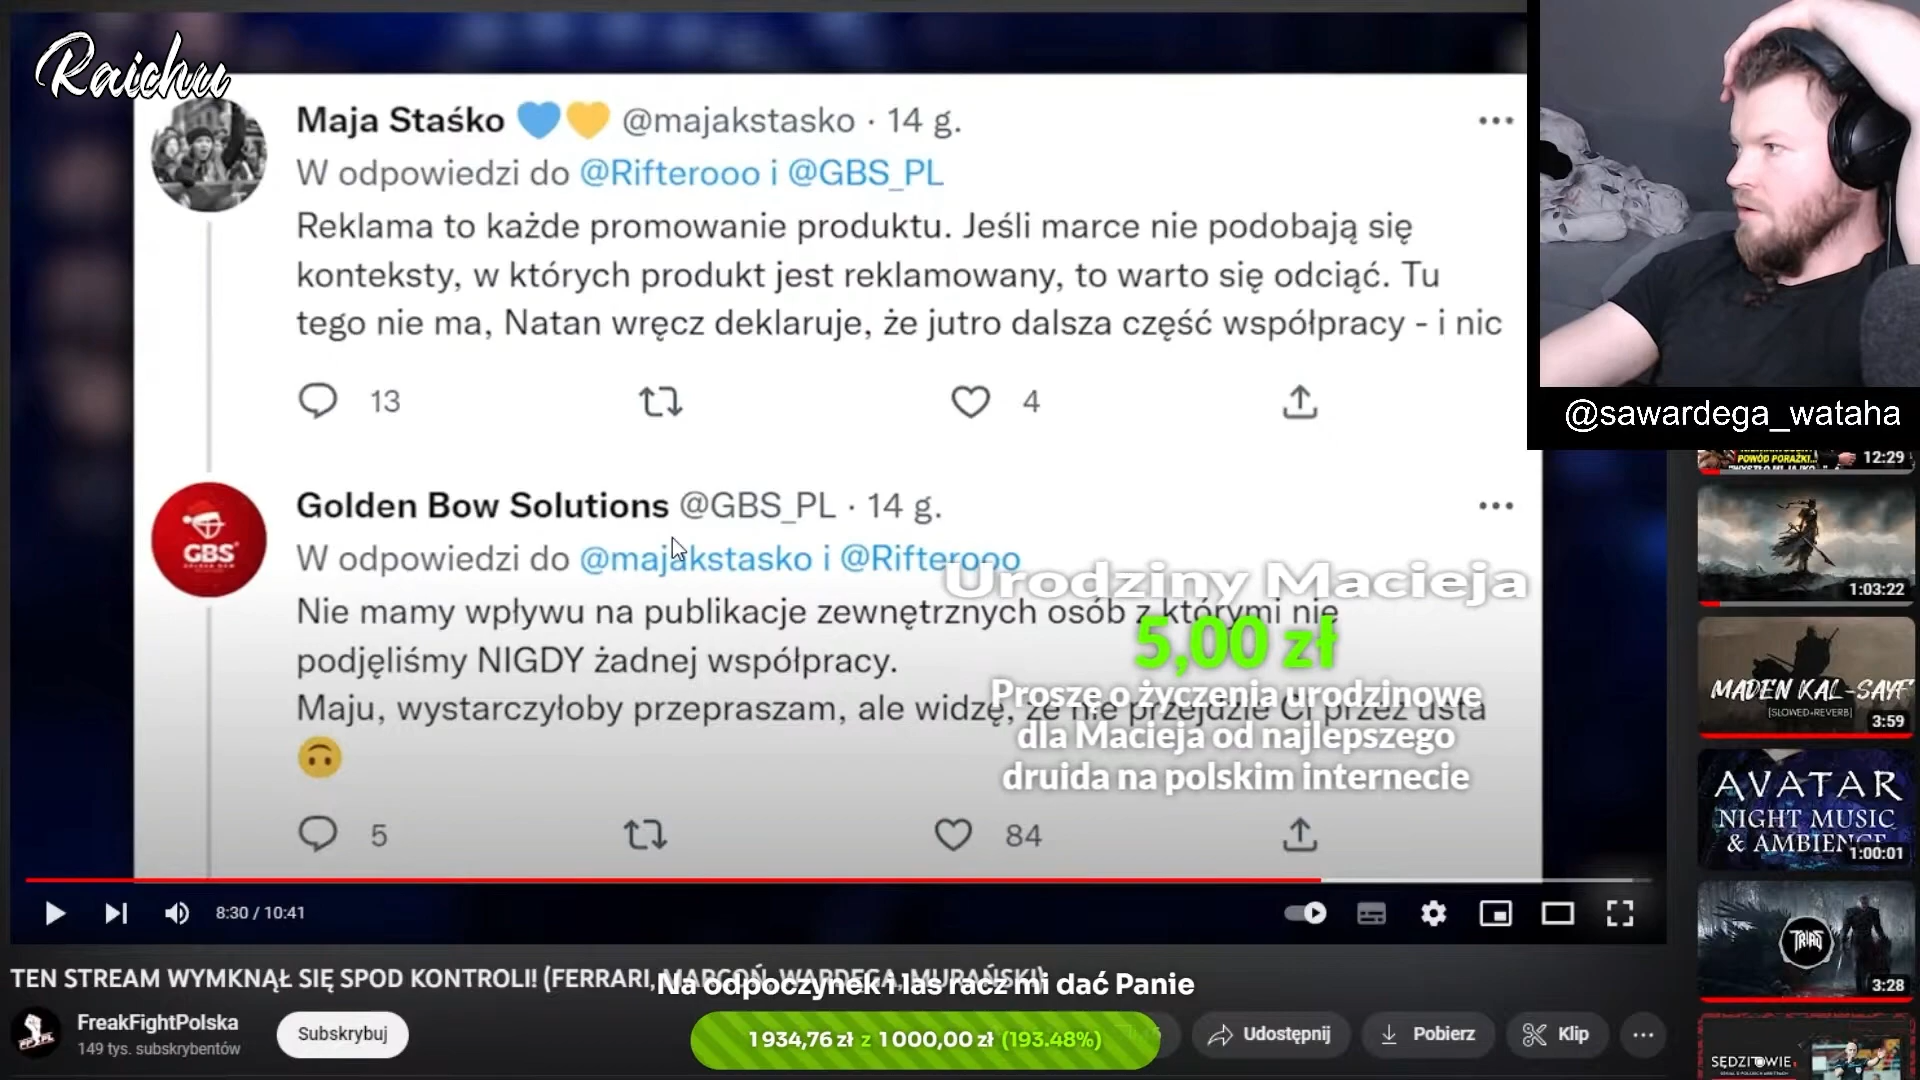 Raichu
Maja Staśko 💙💛 @majakstasko · 14 g.
W odpowiedzi do @Rifterooo i @GBS_PL
Reklama to każde promowanie produktu. Jeśli marce nie podobają się
konteksty, w których produkt jest reklamowany, to warto się odciąć. Tu
tego nie ma, Natan wręcz deklaruje, że jutro dalsza część współpracy - i nic
13
4
@sawardega_wataha
POWÓD PORAŻKI...
12:29
GBS
Golden Bow Solutions @GBS_PL · 14 g.
W odpowiedzi do @majakstasko i @Rifterooo
Nie mamy wpływu na publikacje zewnętrznych osób z którymi nie
podjęliśmy NIGDY żadnej współpracy.
Maju, wystarczyłoby przepraszam, ale widzę, że nie przejdzie Ci przez usta
🙃
5
84
Urodziny Macieja
5,00 zł
Proszę o życzenia urodzinowe
dla Macieja od najlepszego
druida na polskim internecie
1:03:22
MADEN KAL-SAYF
[SLOWED+REVERB]
3:59
AVATAR
NIGHT MUSIC
& AMBIENCE
1:00:01
TRIAD
3:28
SĘDZIOWIE
8:30 / 10:41
TEN STREAM WYMKNĄŁ SIĘ SPOD KONTROLI! (FERRARI, MARCOŃ, WARDEGA, MURAŃSKI)
Na odpoczynek i las racz mi dać Panie
FreakFightPolska
149 tys. subskrybentów
Subskrybuj
1 934,76 zł z 1 000,00 zł (193.48%)
Udostępnij
Pobierz
Klip